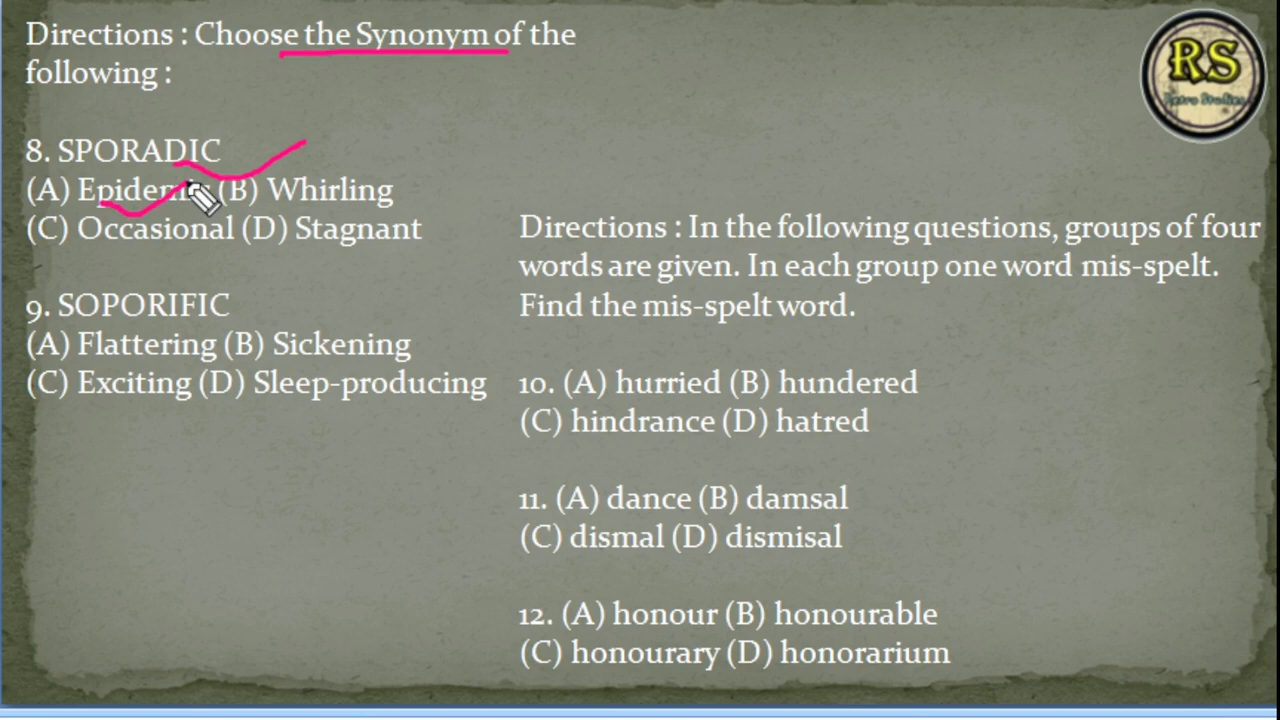 Directions : Choose the Synonym of the
following :
8. SPORADIC
(A) Epidemic (B) Whirling
(C) Occasional (D) Stagnant
9. SOPORIFIC
(A) Flattering (B) Sickening
(C) Exciting (D) Sleep-producing
Directions : In the following questions, groups of four
words are given. In each group one word mis-spelt.
Find the mis-spelt word.
10. (A) hurried (B) hundered
(C) hindrance (D) hatred
11. (A) dance (B) damsal
(C) dismal (D) dismisal
12. (A) honour (B) honourable
(C) honourary (D) honorarium
RS
Retro Studies